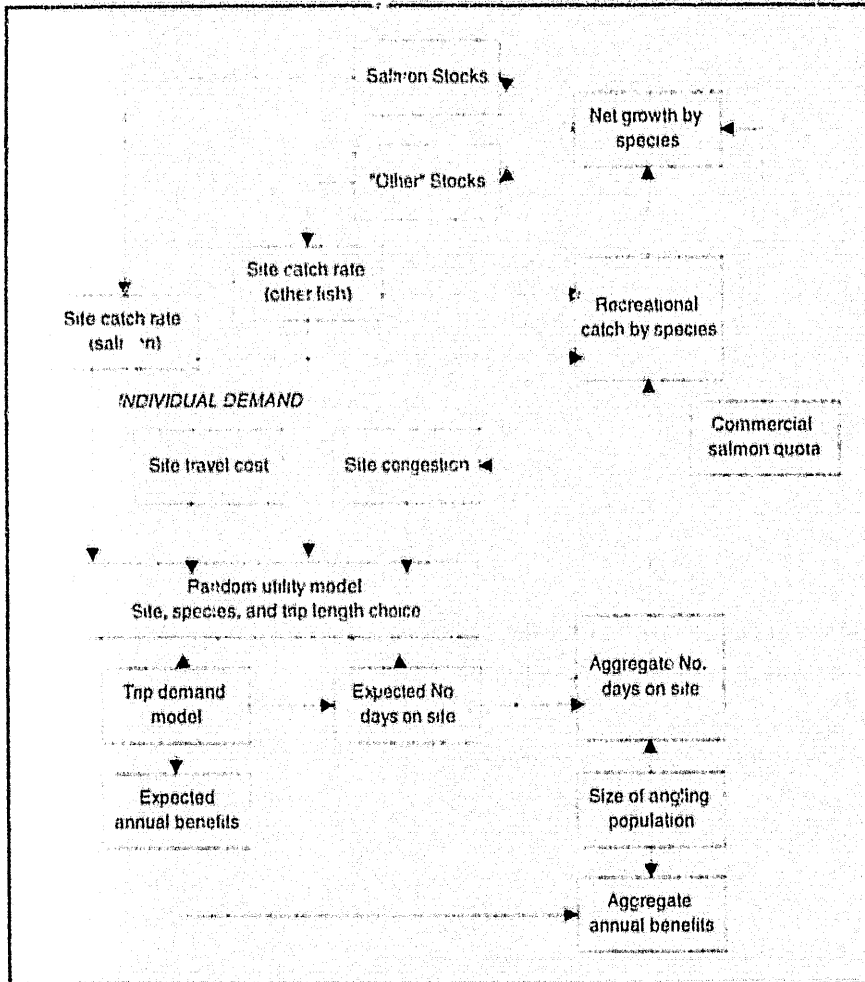 Salmon Stocks
Net growth by
species
"Other" Stocks
Site catch rate
(other fish)
Site catch rate
Recreational
catch by species
INDIVIDUAL DEMAND
Commercial
salmon quota
Site travel cost
Site congestion
Random utility model
Site, species, and trip length choice
Trip demand
model
Expected No
days on site
Aggregate No.
days on site
Expected
annual benefits
Size of angling
population
Aggregate
annual benefits